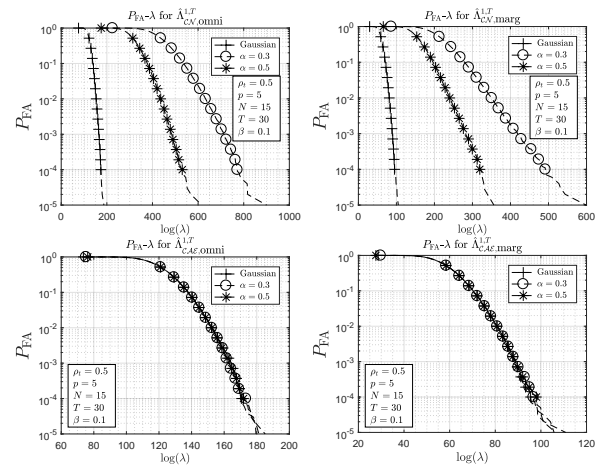 P_FA-λ for Λ̂^{1,T}_{CN,omni}
10^0
10^-1
10^-2
10^-3
10^-4
10^-5
P_FA
Gaussian
α = 0.3
α = 0.5
ρ_t = 0.5
p = 5
N = 15
T = 30
β = 0.1
0 200 400 600 800 1000
log(λ)
P_FA-λ for Λ̂^{1,T}_{CN,marg}
10^0
10^-1
10^-2
10^-3
10^-4
10^-5
P_FA
Gaussian
α = 0.3
α = 0.5
ρ_t = 0.5
p = 5
N = 15
T = 30
β = 0.1
0 100 200 300 400 500 600
log(λ)
P_FA-λ for Λ̂^{1,T}_{CAE,omni}
10^0
10^-1
10^-2
10^-3
10^-4
10^-5
P_FA
Gaussian
α = 0.3
α = 0.5
ρ_t = 0.5
p = 5
N = 15
T = 30
β = 0.1
60 80 100 120 140 160 180 200
log(λ)
P_FA-λ for Λ̂^{1,T}_{CAE,marg}
10^0
10^-1
10^-2
10^-3
10^-4
10^-5
P_FA
Gaussian
α = 0.3
α = 0.5
ρ_t = 0.5
p = 5
N = 15
T = 30
β = 0.1
20 40 60 80 100 120
log(λ)